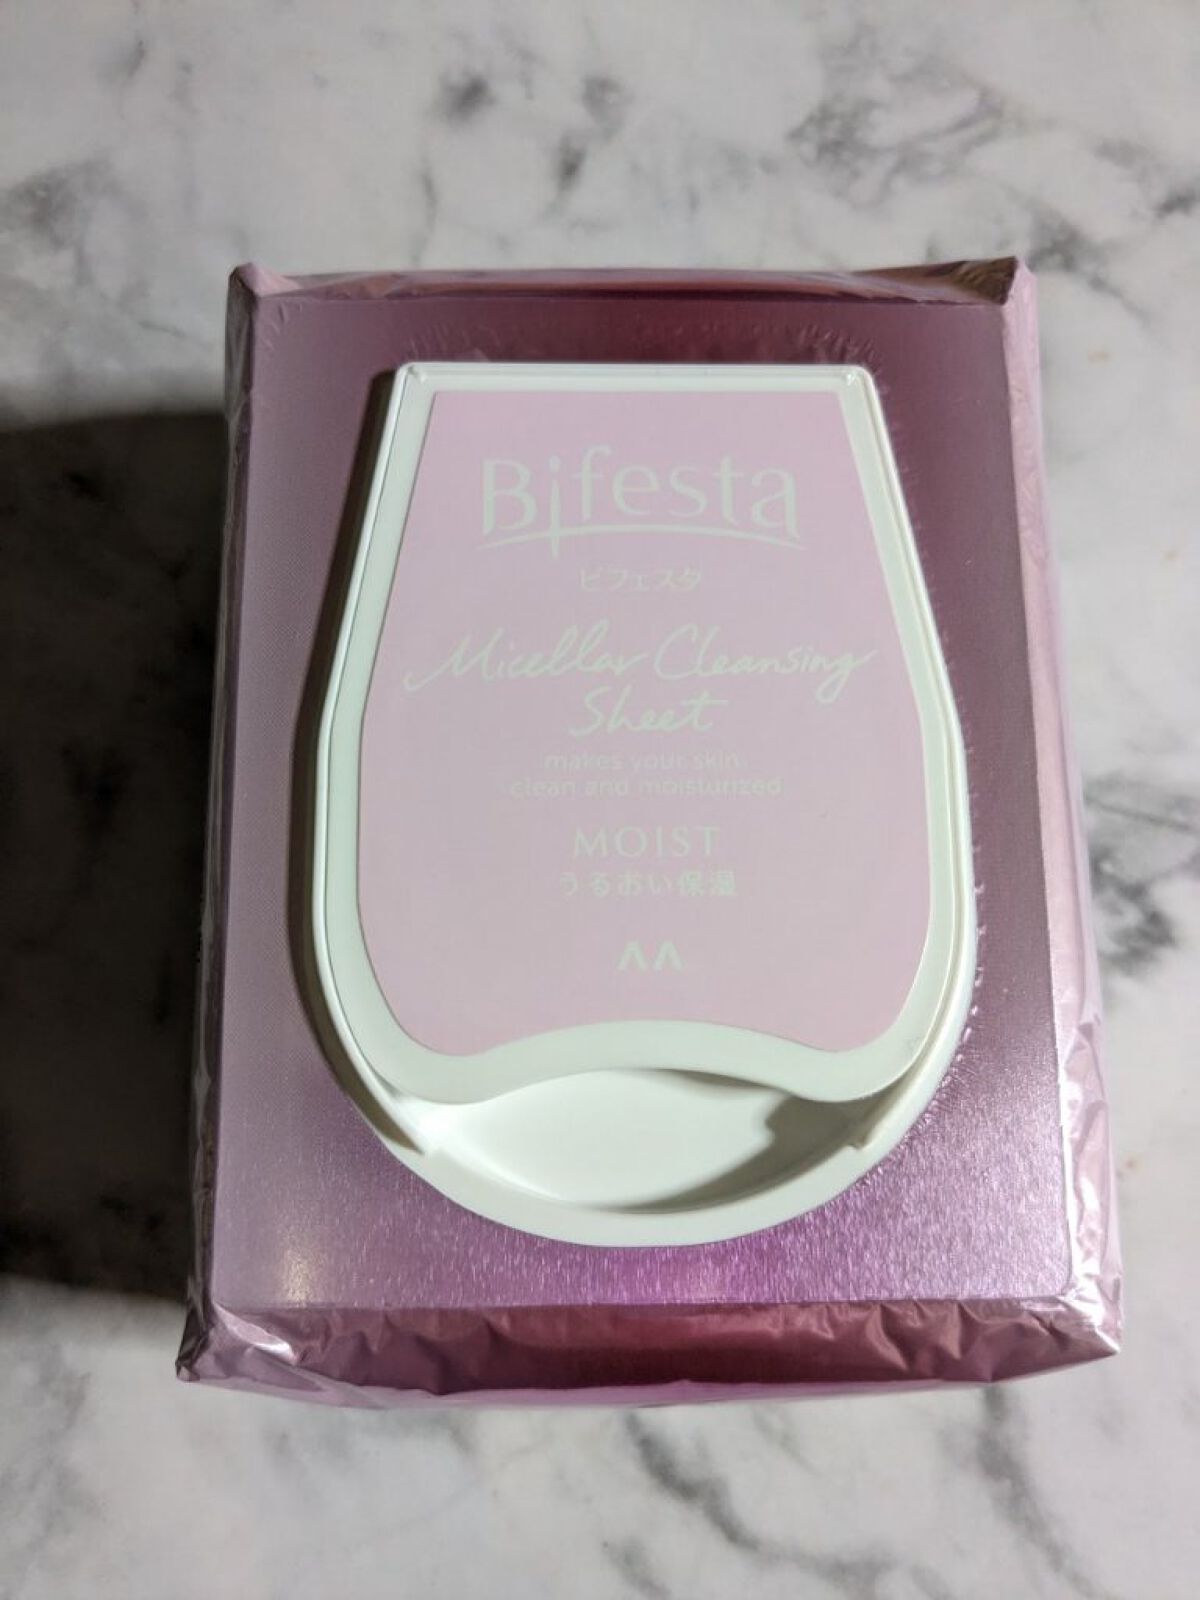 Bifesta
ビフェスタ
Micellar Cleansing
Sheet
makes your skin
clean and moisturized
MOIST
うるおい保湿